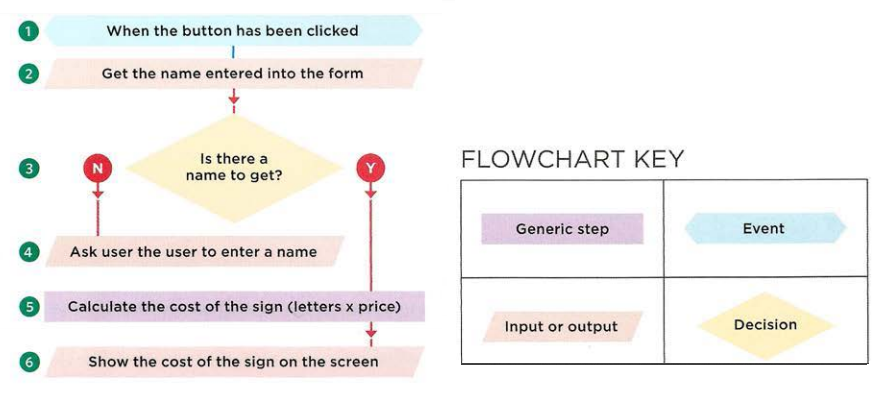 1 When the button has been clicked
2 Get the name entered into the form
3 Is there a
name to get?
N
Y
4 Ask user the user to enter a name
5 Calculate the cost of the sign (letters x price)
6 Show the cost of the sign on the screen
FLOWCHART KEY
Generic step
Event
Input or output
Decision